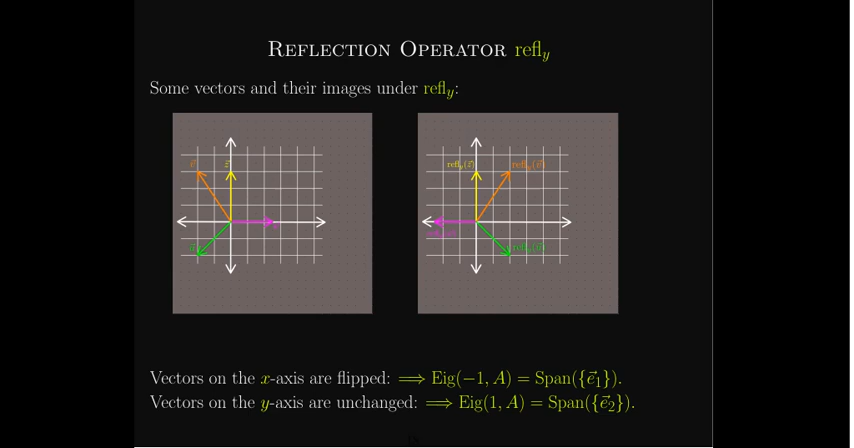 REFLECTION OPERATOR refl_y
Some vectors and their images under refl_y:
z⃗
refl_y(z⃗)
Vectors on the x-axis are flipped: ⟹ Eig(−1, A) = Span({e⃗₁}).
Vectors on the y-axis are unchanged: ⟹ Eig(1, A) = Span({e⃗₂}).